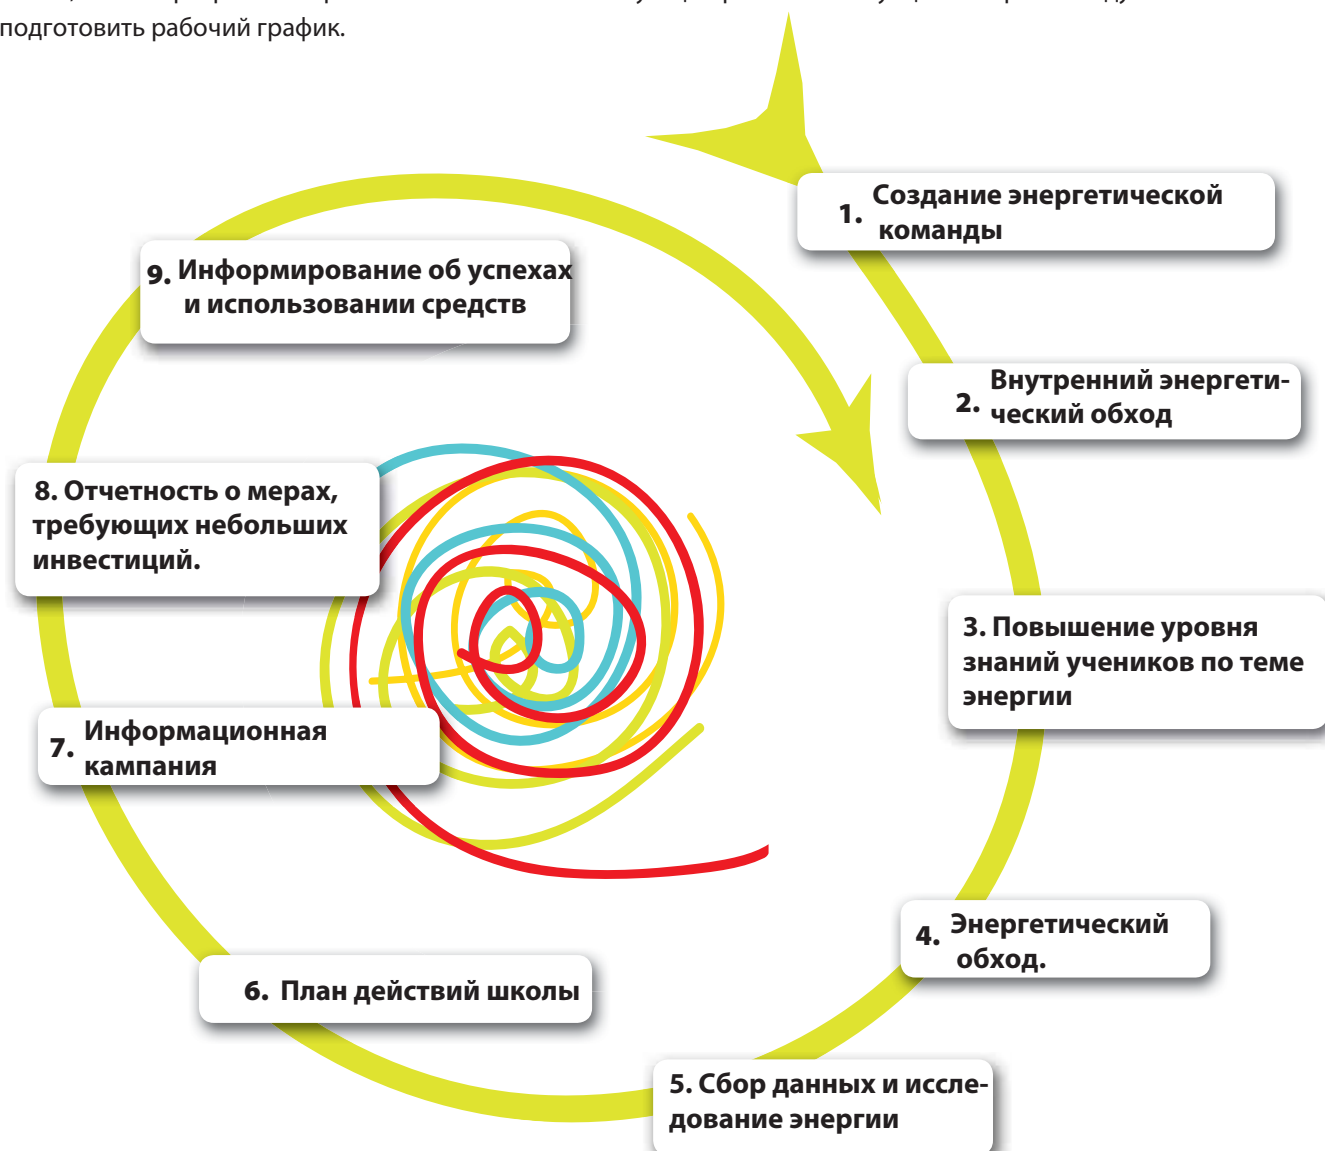 подготовить рабочий график.
1. Создание энергетической
команды
2. Внутренний энергети-
ческий обход
3. Повышение уровня
знаний учеников по теме
энергии
4. Энергетический
обход.
5. Сбор данных и иссле-
дование энергии
6. План действий школы
7. Информационная
кампания
8. Отчетность о мерах,
требующих небольших
инвестиций.
9. Информирование об успехах
и использовании средств